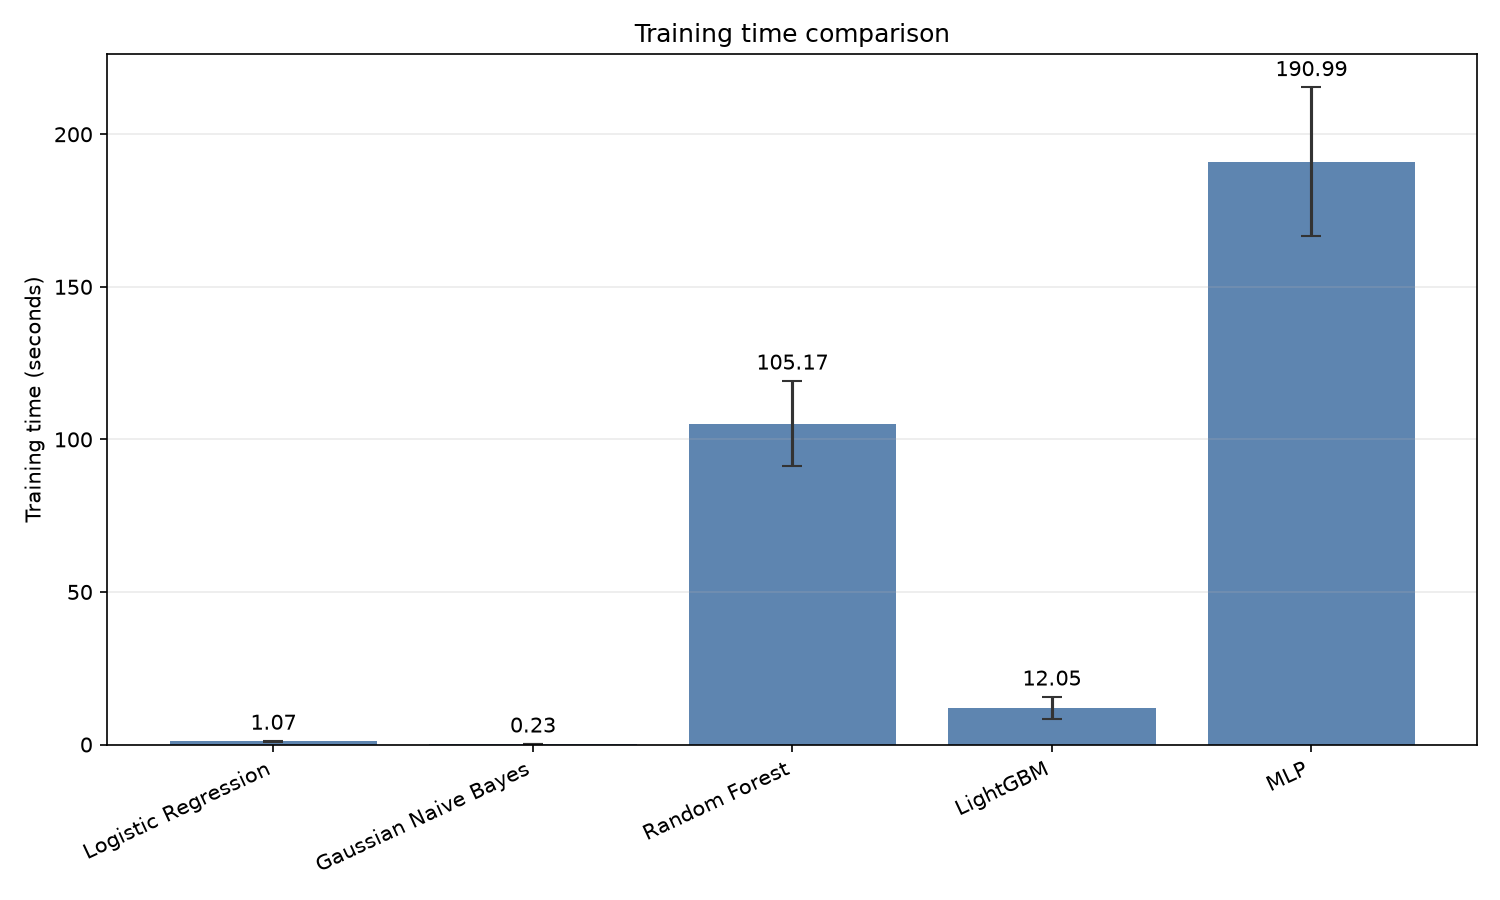 Training time comparison
190.99
200
150
105.17
100
50
12.05
1.07
0.23
0
Training time (seconds)
Logistic Regression
Gaussian Naive Bayes
Random Forest
LightGBM
MLP